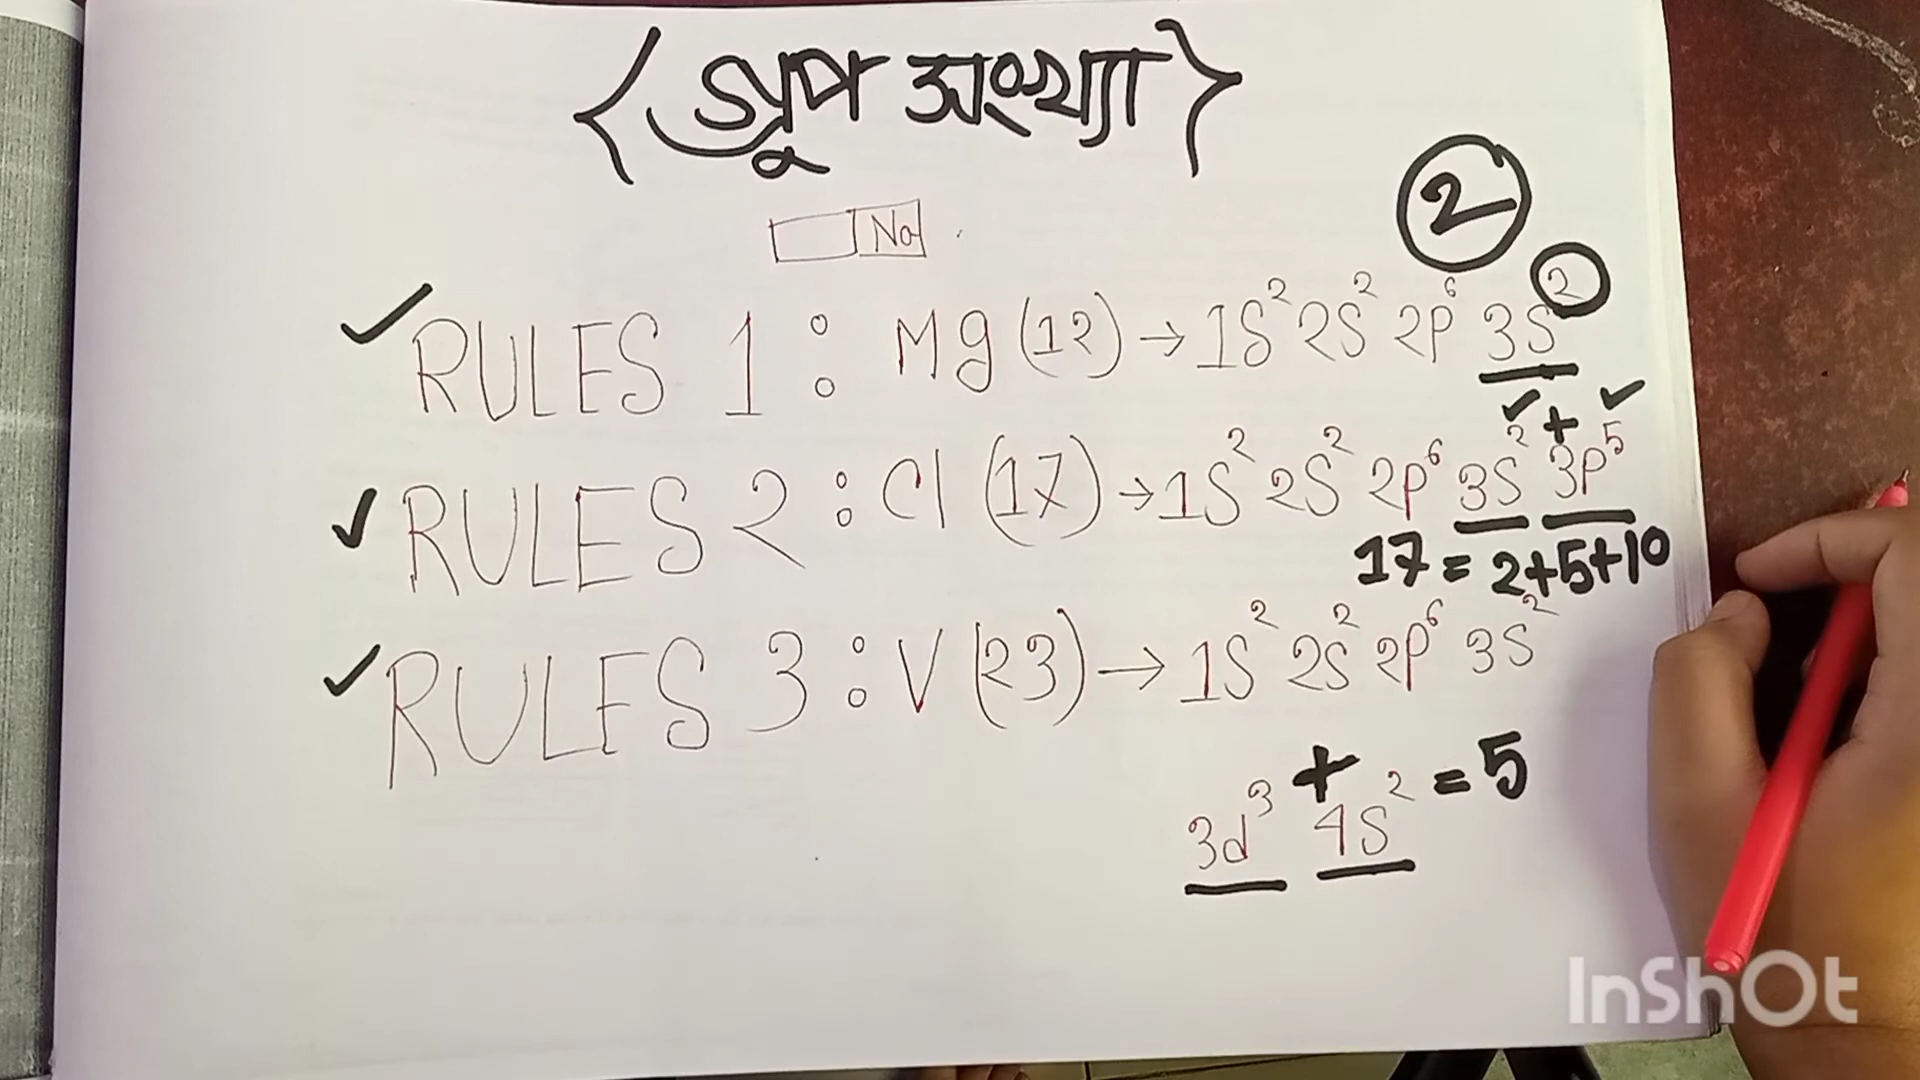 গ্রুপ সংখ্যা
No
2
RULES 1 : Mg (12) → 1S² 2S² 2P⁶ 3S²
+
RULES 2 : Cl (17) → 1S² 2S² 2P⁶ 3S² 3P⁵
17 = 2+5+10
RULES 3 : V (23) → 1S² 2S² 2P⁶ 3S²
3d³ + 4S² = 5
InShOt